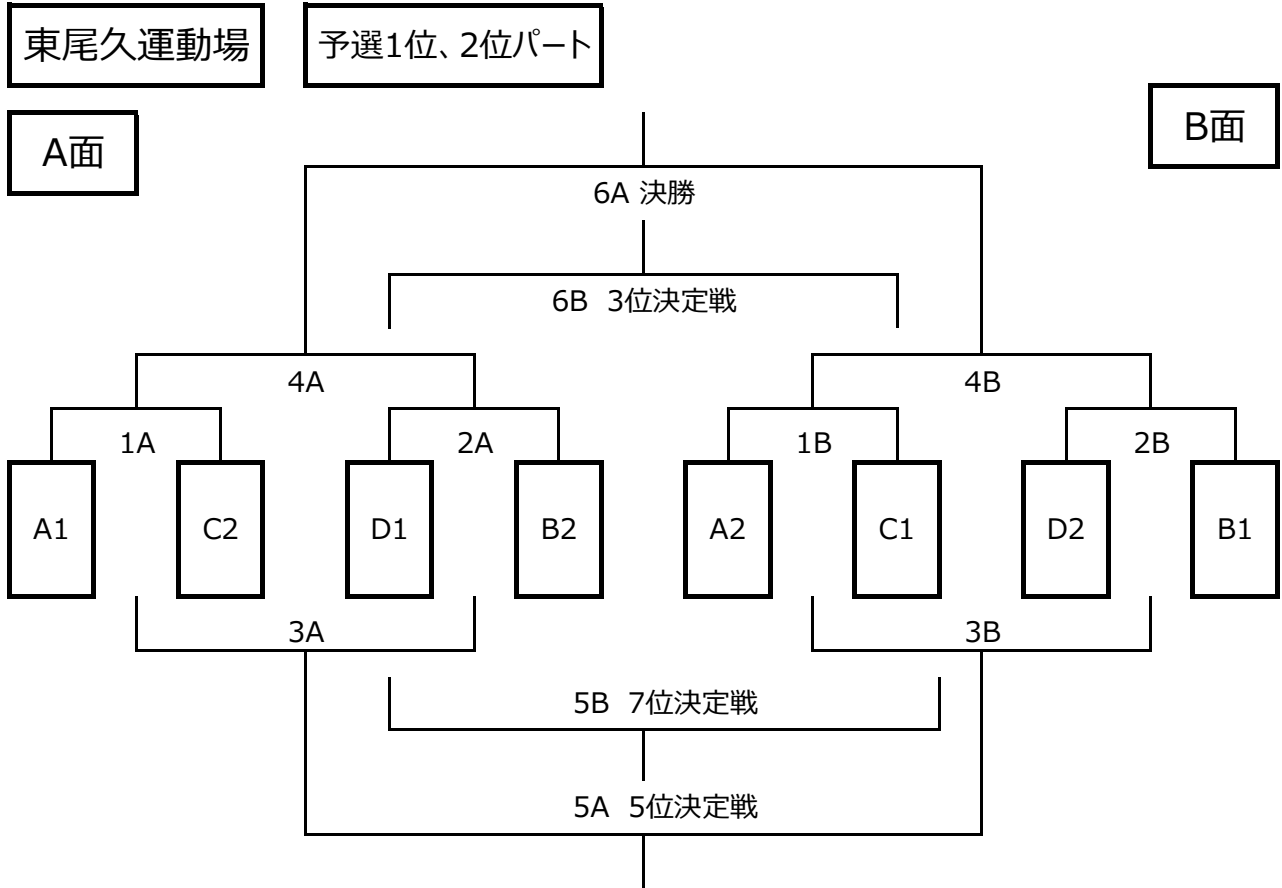 東尾久運動場
予選1位、2位パート
A面
B面
6A 決勝
6B 3位決定戦
4A
4B
1A
2A
1B
2B
A1
C2
D1
B2
A2
C1
D2
B1
3A
3B
5B 7位決定戦
5A 5位決定戦